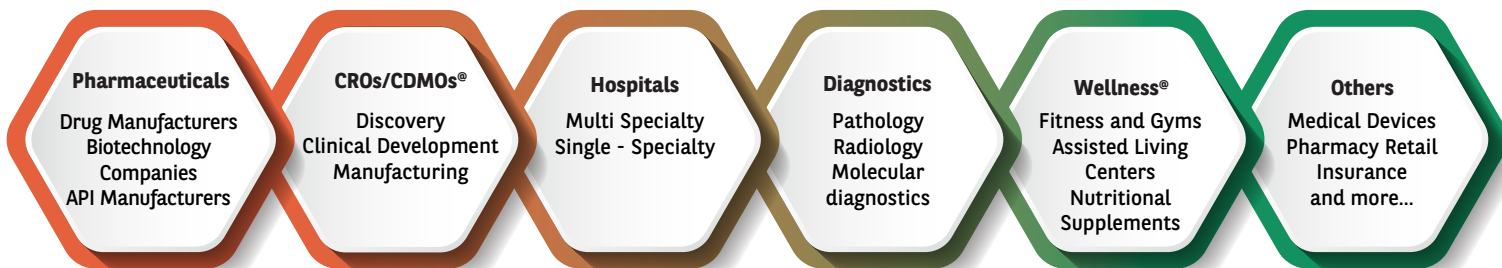 Pharmaceuticals
Drug Manufacturers
Biotechnology
Companies
API Manufacturers
CROs/CDMOs@
Discovery
Clinical Development
Manufacturing
Hospitals
Multi Specialty
Single - Specialty
Diagnostics
Pathology
Radiology
Molecular
diagnostics
Wellness@
Fitness and Gyms
Assisted Living
Centers
Nutritional
Supplements
Others
Medical Devices
Pharmacy Retail
Insurance
and more...